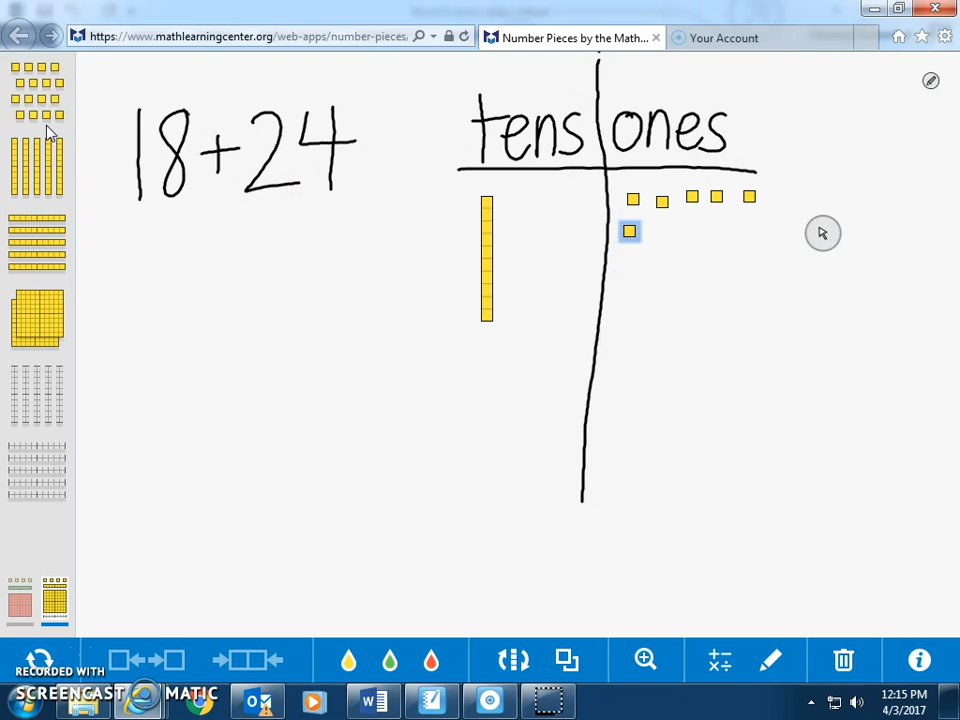 https://www.mathlearningcenter.org/web-apps/number-pieces/
Number Pieces by the Math...
Your Account
18+24
tens ones
RECORDED WITH
SCREENCAST MATIC
12:15 PM
4/3/2017